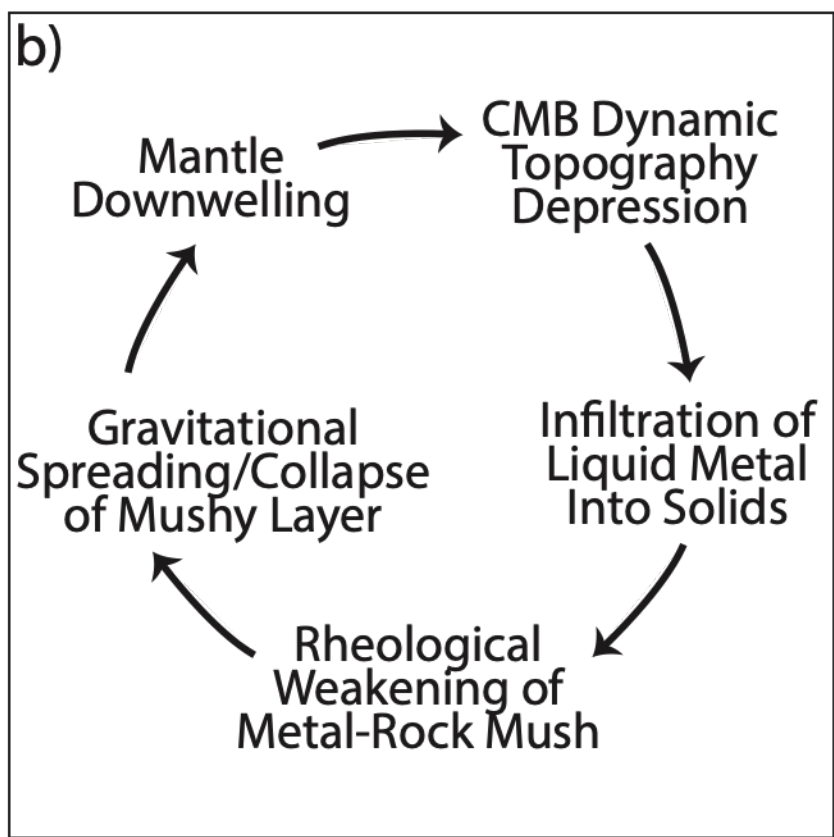 b)
Mantle
Downwelling
CMB Dynamic
Topography
Depression
Infiltration of
Liquid Metal
Into Solids
Rheological
Weakening of
Metal-Rock Mush
Gravitational
Spreading/Collapse
of Mushy Layer